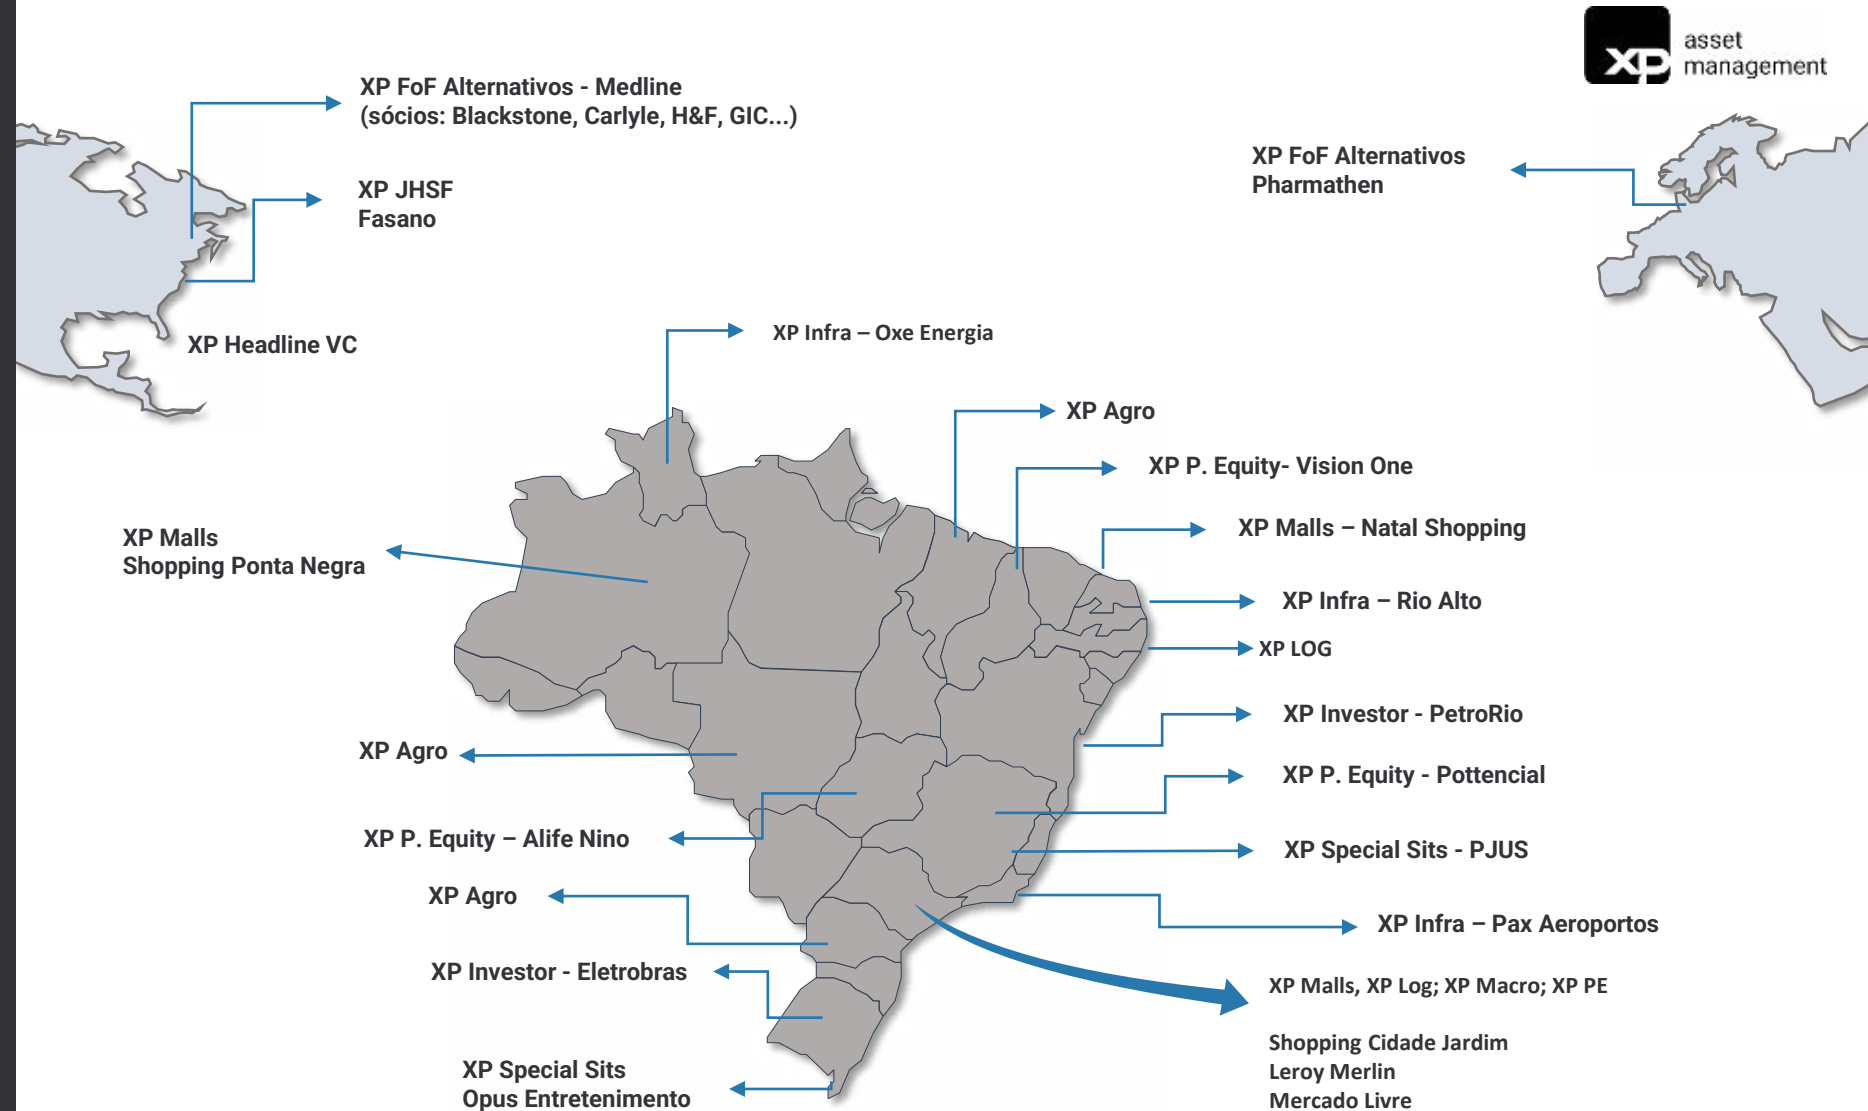 xp asset
management
XP FoF Alternativos - Medline
(sócios: Blackstone, Carlyle, H&F, GIC...)
XP FoF Alternativos
Pharmathen
XP JHSF
Fasano
XP Headline VC
XP Infra – Oxe Energia
XP Agro
XP P. Equity- Vision One
XP Malls
Shopping Ponta Negra
XP Malls – Natal Shopping
XP Infra – Rio Alto
XP LOG
XP Investor - PetroRio
XP Agro
XP P. Equity - Pottencial
XP P. Equity – Alife Nino
XP Special Sits - PJUS
XP Agro
XP Infra – Pax Aeroportos
XP Investor - Eletrobras
XP Malls, XP Log; XP Macro; XP PE
Shopping Cidade Jardim
Leroy Merlin
Mercado Livre
XP Special Sits
Opus Entretenimento